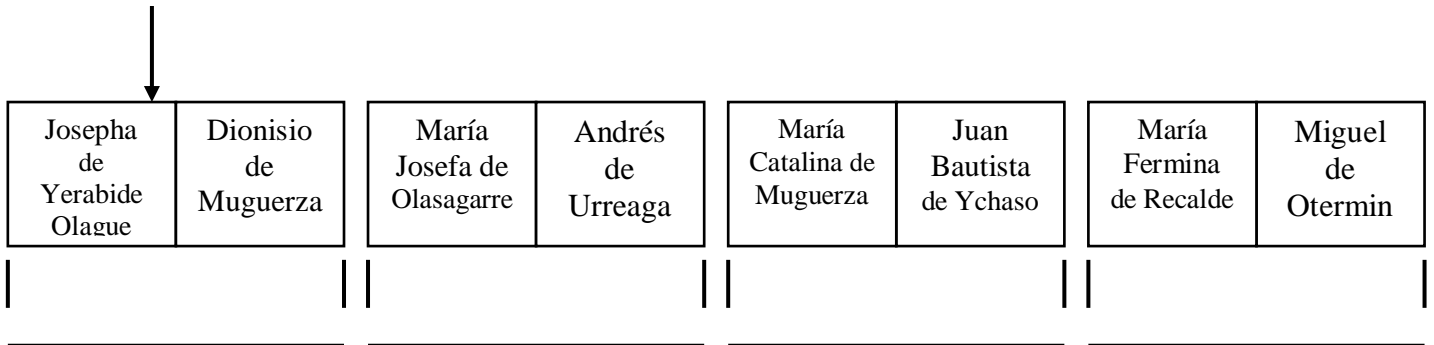 Josepha
de
Yerabide
Olague
Dionisio
de
Muguerza
María
Josefa de
Olasagarre
Andrés
de
Urreaga
María
Catalina de
Muguerza
Juan
Bautista
de Ychaso
María
Fermina
de Recalde
Miguel
de
Otermin